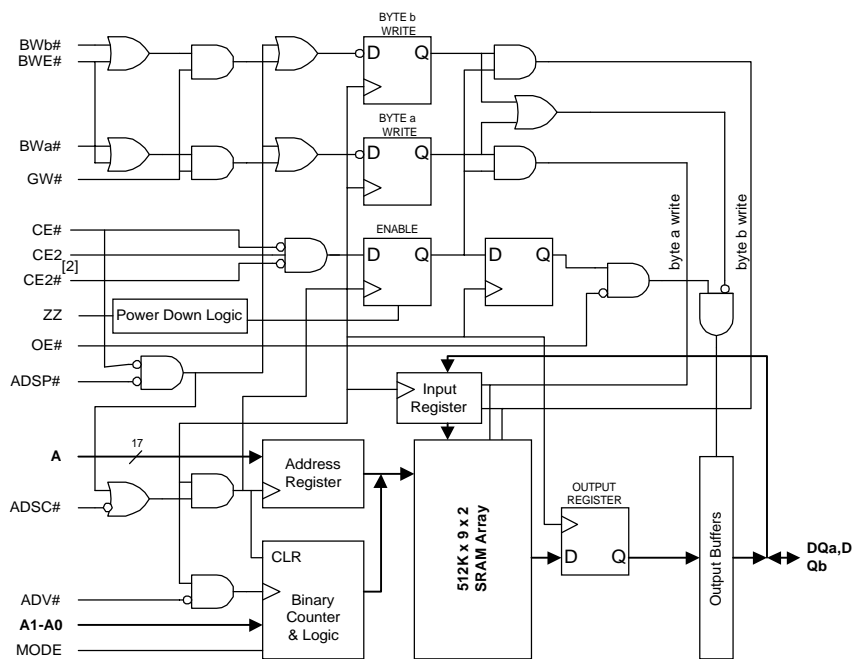 BYTE b
WRITE
BWb#
BWE#
D
Q
BYTE a
WRITE
BWa#
D
Q
GW#
CE#
ENABLE
CE2
[2]
CE2#
D
Q
D
Q
byte a write
byte b write
ZZ
Power Down Logic
OE#
ADSP#
Input
Register
A
17
Address
Register
ADSC#
OUTPUT
REGISTER
512K x 9 x 2
SRAM Array
D
Q
Output Buffers
DQa,D
Qb
CLR
Binary
Counter
& Logic
ADV#
A1-A0
MODE